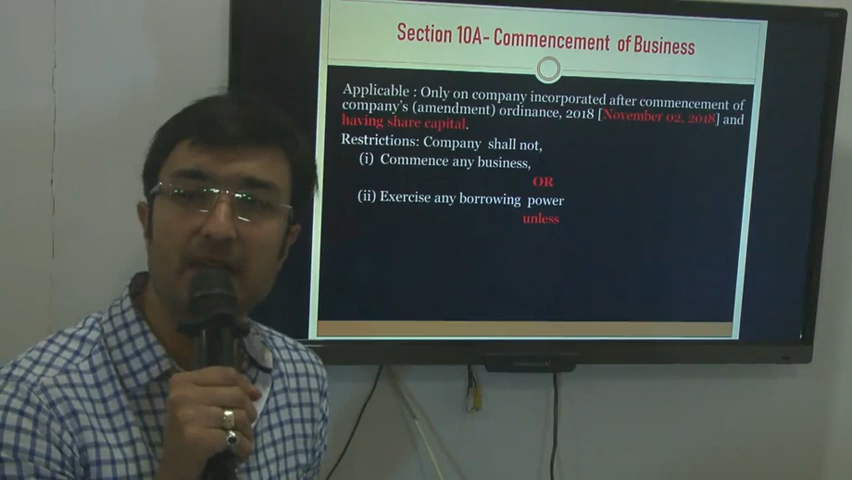 Section 10A- Commencement of Business
Applicable : Only on company incorporated after commencement of
company's (amendment) ordinance, 2018 [November 02, 2018] and
having share capital.
Restrictions: Company shall not,
(i) Commence any business,
OR
(ii) Exercise any borrowing power
unless